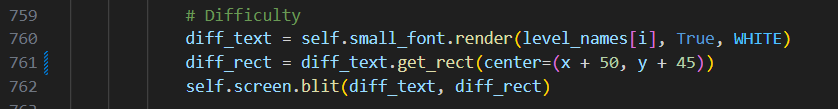 759 # Difficulty
760 diff_text = self.small_font.render(level_names[i], True, WHITE)
761 diff_rect = diff_text.get_rect(center=(x + 50, y + 45))
762 self.screen.blit(diff_text, diff_rect)